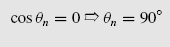 cos θₙ = 0 ⇒ θₙ = 90°